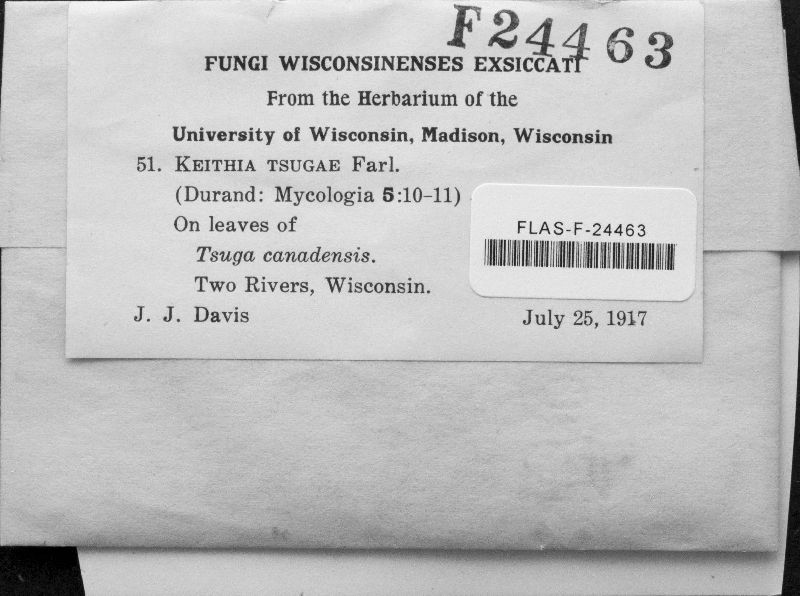 F24463
FUNGI WISCONSINENSES EXSICCATI
From the Herbarium of the
University of Wisconsin, Madison, Wisconsin
51. KEITHIA TSUGAE Farl.
(Durand: Mycologia 5:10-11)
On leaves of
Tsuga canadensis.
Two Rivers, Wisconsin.
J. J. Davis July 25, 1917
FLAS-F-24463